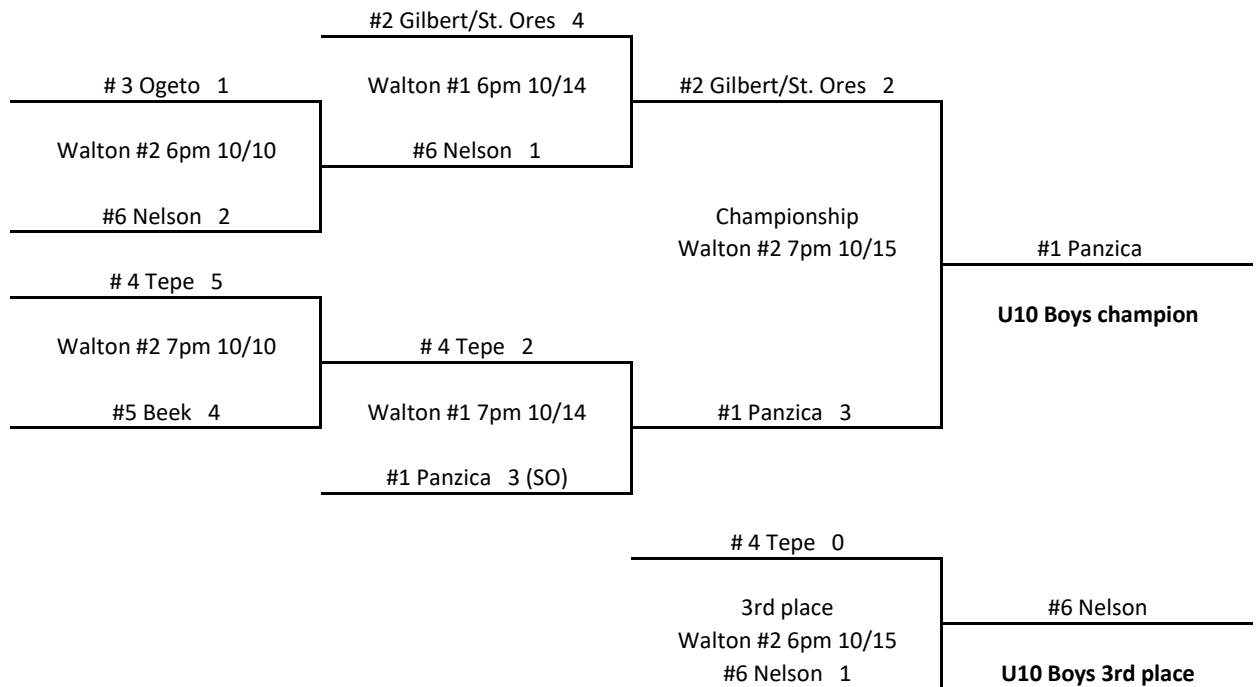 #2 Gilbert/St. Ores 4
# 3 Ogeto 1
Walton #1 6pm 10/14
#2 Gilbert/St. Ores 2
Walton #2 6pm 10/10
#6 Nelson 1
#6 Nelson 2
Championship
Walton #2 7pm 10/15
#1 Panzica
# 4 Tepe 5
U10 Boys champion
Walton #2 7pm 10/10
# 4 Tepe 2
#5 Beek 4
Walton #1 7pm 10/14
#1 Panzica 3
#1 Panzica 3 (SO)
# 4 Tepe 0
3rd place
#6 Nelson
Walton #2 6pm 10/15
#6 Nelson 1
U10 Boys 3rd place